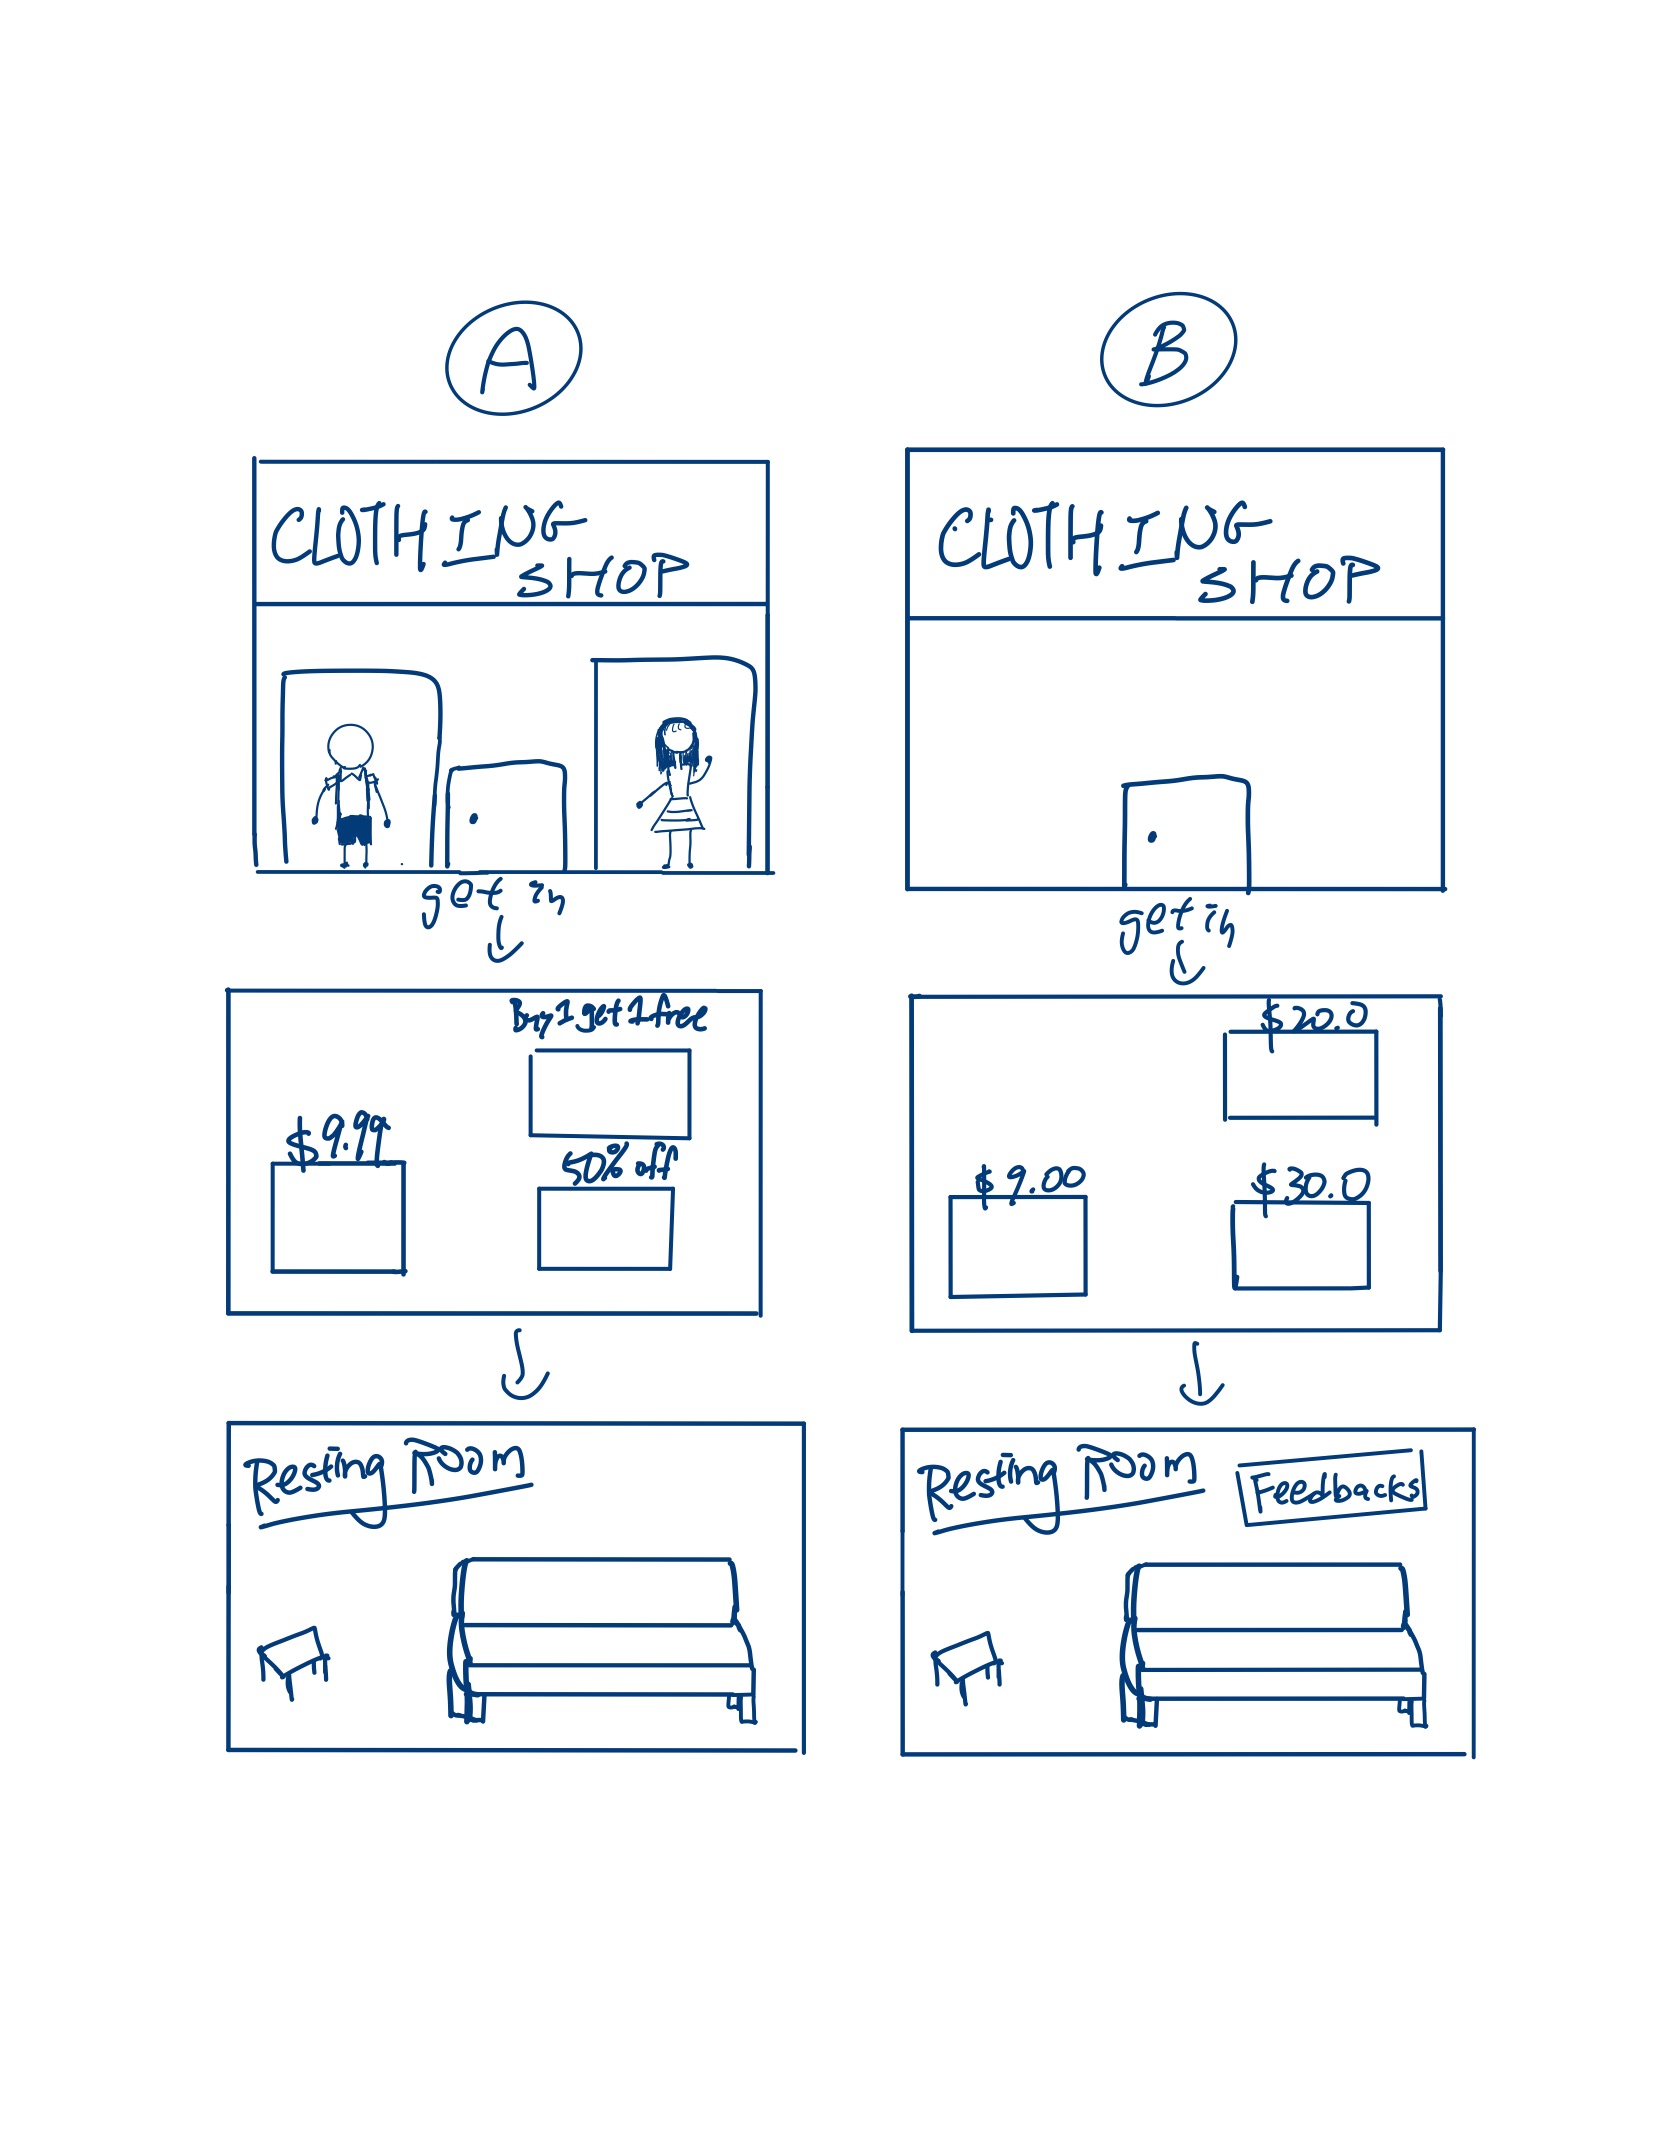 A
CLOTHING
SHOP
get in
Buy 1 get 1 free
$9.99
50% off
Resting Room
B
CLOTHING
SHOP
get in
$20.0
$9.00
$30.0
Resting Room
Feedbacks